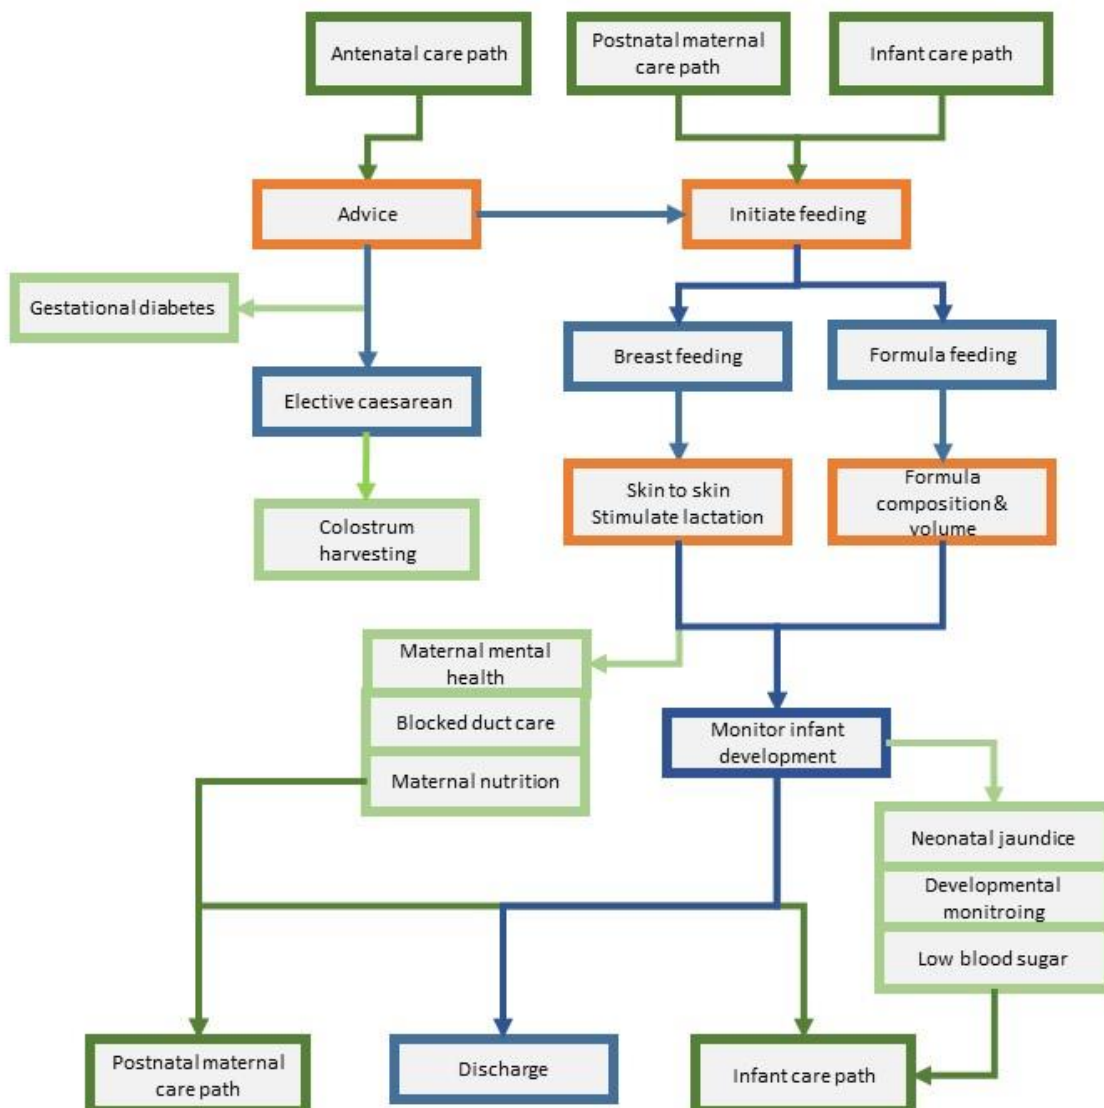 Antenatal care path
Postnatal maternal
care path
Infant care path
Advice
Initiate feeding
Gestational diabetes
Breast feeding
Formula feeding
Elective caesarean
Skin to skin
Stimulate lactation
Formula
composition &
volume
Colostrum
harvesting
Maternal mental
health
Blocked duct care
Maternal nutrition
Monitor infant
development
Neonatal jaundice
Developmental
monitroing
Low blood sugar
Postnatal maternal
care path
Discharge
Infant care path